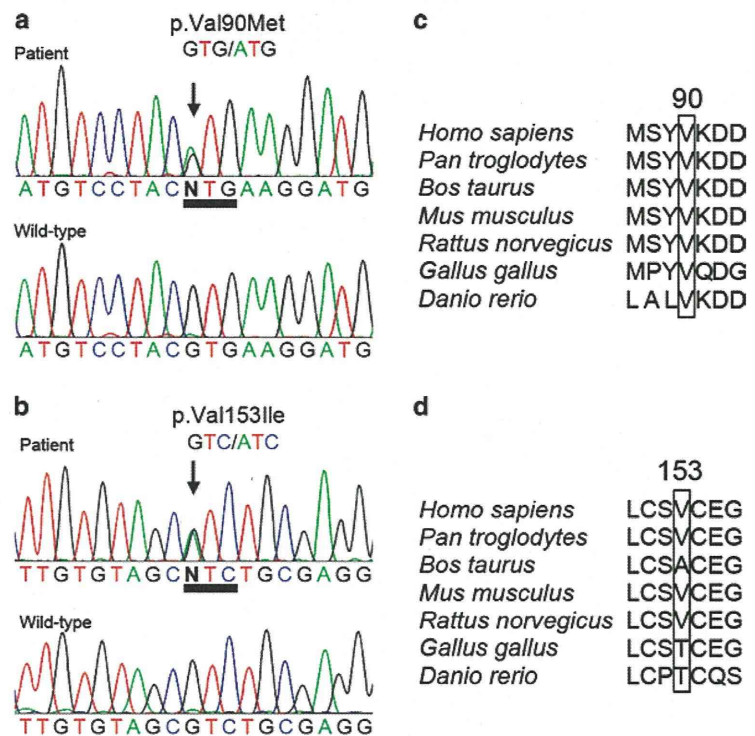 a
p.Val90Met
GTG/ATG
Patient
ATGTCCTACNTGAAGGATG
Wild-type
ATGTCCTACGTGAAGGATG
b
p.Val153Ile
GTC/ATC
Patient
TTGTGTAGCNTCTGCGAGG
Wild-type
TTGTGTAGCGTCTGCGAGG
c
90
Homo sapiens MSYVKDD
Pan troglodytes MSYVKDD
Bos taurus MSYVKDD
Mus musculus MSYVKDD
Rattus norvegicus MSYVKDD
Gallus gallus MPYVQDG
Danio rerio LALVKDD
d
153
Homo sapiens LCSVCEG
Pan troglodytes LCSVCEG
Bos taurus LCSACEG
Mus musculus LCSVCEG
Rattus norvegicus LCSVCEG
Gallus gallus LCSTCEG
Danio rerio LCPTCQS